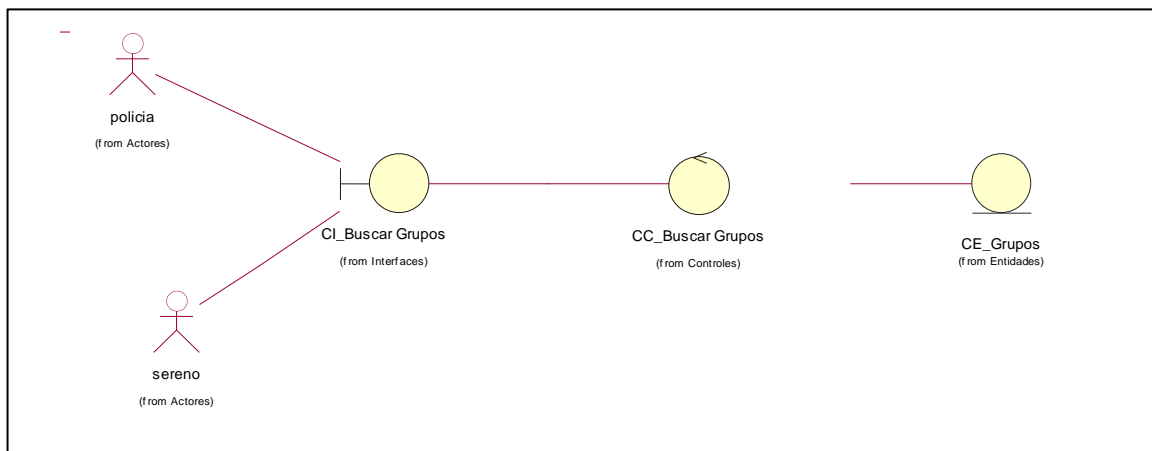 policia
(from Actores)
CI_Buscar Grupos
(from Interfaces)
CC_Buscar Grupos
(from Controles)
CE_Grupos
(from Entidades)
sereno
(from Actores)